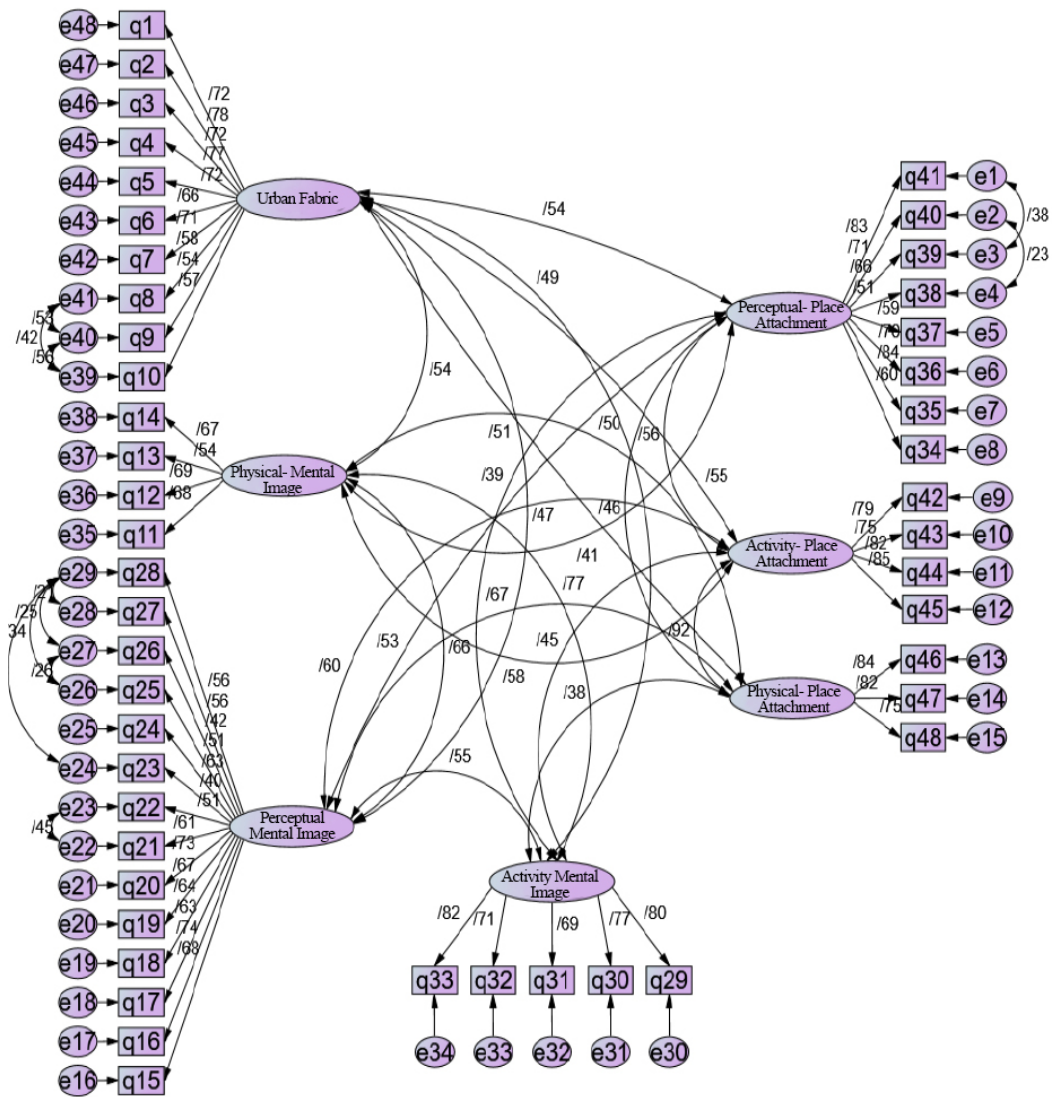 e48 q1
e47 q2
e46 q3
e45 q4
e44 q5
e43 q6
e42 q7
e41 q8
e40 q9
e39 q10
e38 q14
e37 q13
e36 q12
e35 q11
e29 q28
e28 q27
e27 q26
e26 q25
e25 q24
e24 q23
e23 q22
e22 q21
e21 q20
e20 q19
e19 q18
e18 q17
e17 q16
e16 q15
/42
/56
/25
34
/26
/45
/72
/78
/72
/77
/72
/66
/71
/58
/54
/57
Urban Fabric
/67
/54
/69
/68
Physical- Mental
Image
/56
/56
/42
/51
/63
/40
/51
/61
/73
/67
/64
/63
/74
/68
Perceptual
Mental Image
/54
/49
/54
/51
/50
/56
/39
/55
/47
/46
/41
/77
/67
/53
/45
/92
/60
/66
/58
/38
/55
Perceptual- Place
Attachment
/83
/71
/66
/51
/59
/84
/60
q41 e1
q40 e2
q39 e3
q38 e4
q37 e5
q36 e6
q35 e7
q34 e8
/38
/23
Activity- Place
Attachment
/79
/75
/82
/85
q42 e9
q43 e10
q44 e11
q45 e12
Physical- Place
Attachment
/84
/82
/75
q46 e13
q47 e14
q48 e15
Activity Mental
Image
/82 /71 /69 /77 /80
q33 q32 q31 q30 q29
e34 e33 e32 e31 e30